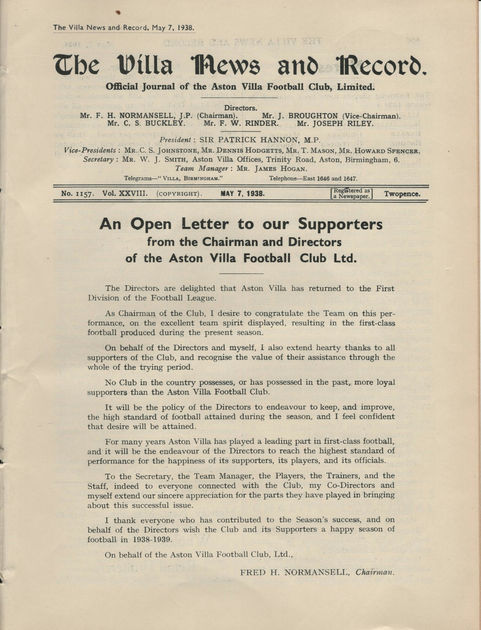 The Villa News and Record, May 7, 1938.
The Villa News and Record.
Official Journal of the Aston Villa Football Club, Limited.
Directors.
Mr. F. H. NORMANSELL, J.P. (Chairman). Mr. J. BROUGHTON (Vice-Chairman).
Mr. C. S. BUCKLEY. Mr. F. W. RINDER. Mr. JOSEPH RILEY.
President : SIR PATRICK HANNON, M.P.
Vice-Presidents : MR. C. S. JOHNSTONE, MR. DENNIS HODGETTS, MR. T. MASON, MR. HOWARD SPENCER,
Secretary : MR. W. J. SMITH, Aston Villa Offices, Trinity Road, Aston, Birmingham, 6.
Team Manager : MR. JAMES HOGAN.
Telegrams—" VILLA, BIRMINGHAM." Telephone—East 1646 and 1647.
No. 1157. Vol. XXVIII. (COPYRIGHT). MAY 7, 1938. [Registered as a Newspaper.] Twopence.
An Open Letter to our Supporters
from the Chairman and Directors
of the Aston Villa Football Club Ltd.
The Directors are delighted that Aston Villa has returned to the First
Division of the Football League.
As Chairman of the Club, I desire to congratulate the Team on this per-
formance, on the excellent team spirit displayed, resulting in the first-class
football produced during the present season.
On behalf of the Directors and myself, I also extend hearty thanks to all
supporters of the Club, and recognise the value of their assistance through the
whole of the trying period.
No Club in the country possesses, or has possessed in the past, more loyal
supporters than the Aston Villa Football Club.
It will be the policy of the Directors to endeavour to keep, and improve,
the high standard of football attained during the season, and I feel confident
that desire will be attained.
For many years Aston Villa has played a leading part in first-class football,
and it will be the endeavour of the Directors to reach the highest standard of
performance for the happiness of its supporters, its players, and its officials.
To the Secretary, the Team Manager, the Players, the Trainers, and the
Staff, indeed to everyone connected with the Club, my Co-Directors and
myself extend our sincere appreciation for the parts they have played in bringing
about this successful issue.
I thank everyone who has contributed to the Season's success, and on
behalf of the Directors wish the Club and its Supporters a happy season of
football in 1938-1939.
On behalf of the Aston Villa Football Club, Ltd.,
FRED H. NORMANSELL, Chairman.